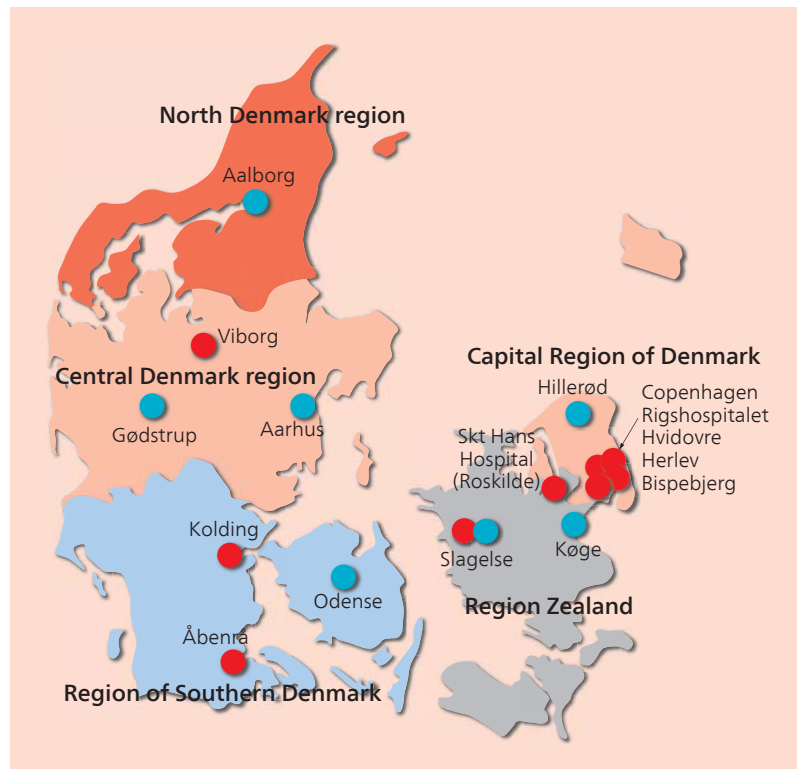 North Denmark region
Aalborg
Viborg
Central Denmark region
Gødstrup
Aarhus
Capital Region of Denmark
Hillerød
Copenhagen
Rigshospitalet
Hvidovre
Herlev
Bispebjerg
Skt Hans
Hospital
(Roskilde)
Kolding
Odense
Slagelse
Køge
Region Zealand
Åbenrå
Region of Southern Denmark